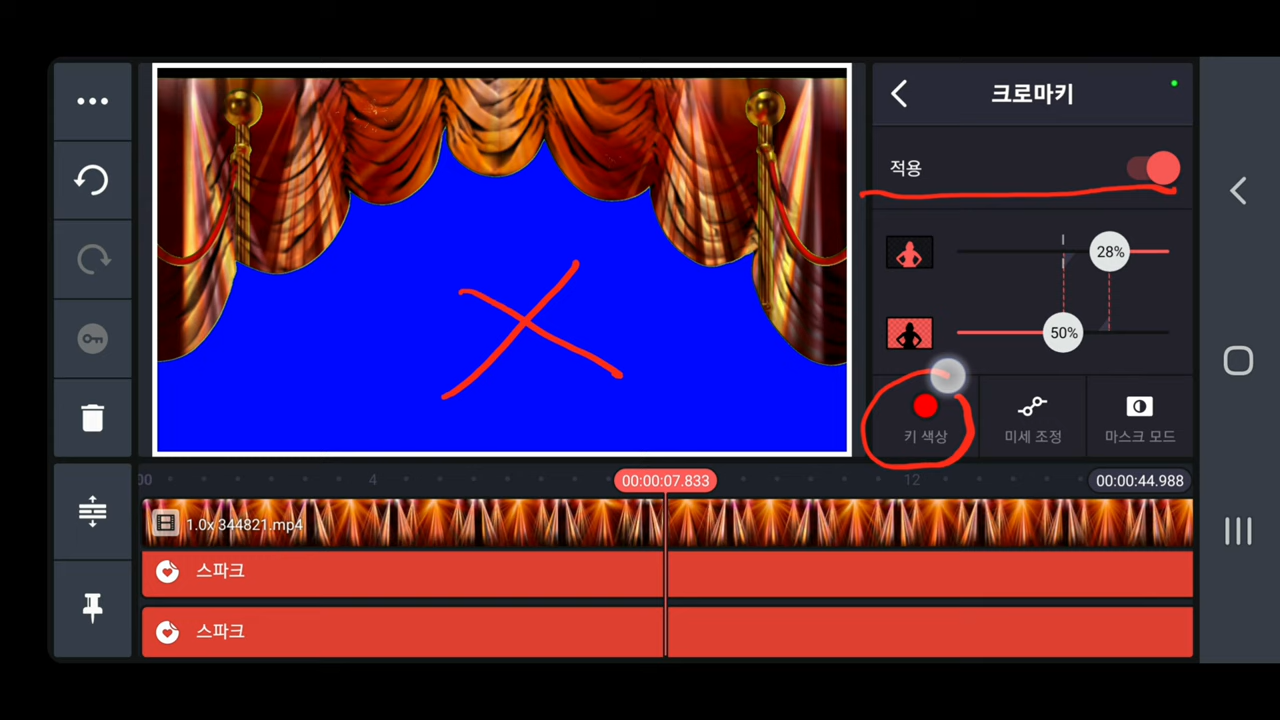 크로마키
적용
28%
50%
키 색상
미세 조정
마스크 모드
00
4
00:00:07.833
12
00:00:44.988
1.0x 344821.mp4
스파크
스파크